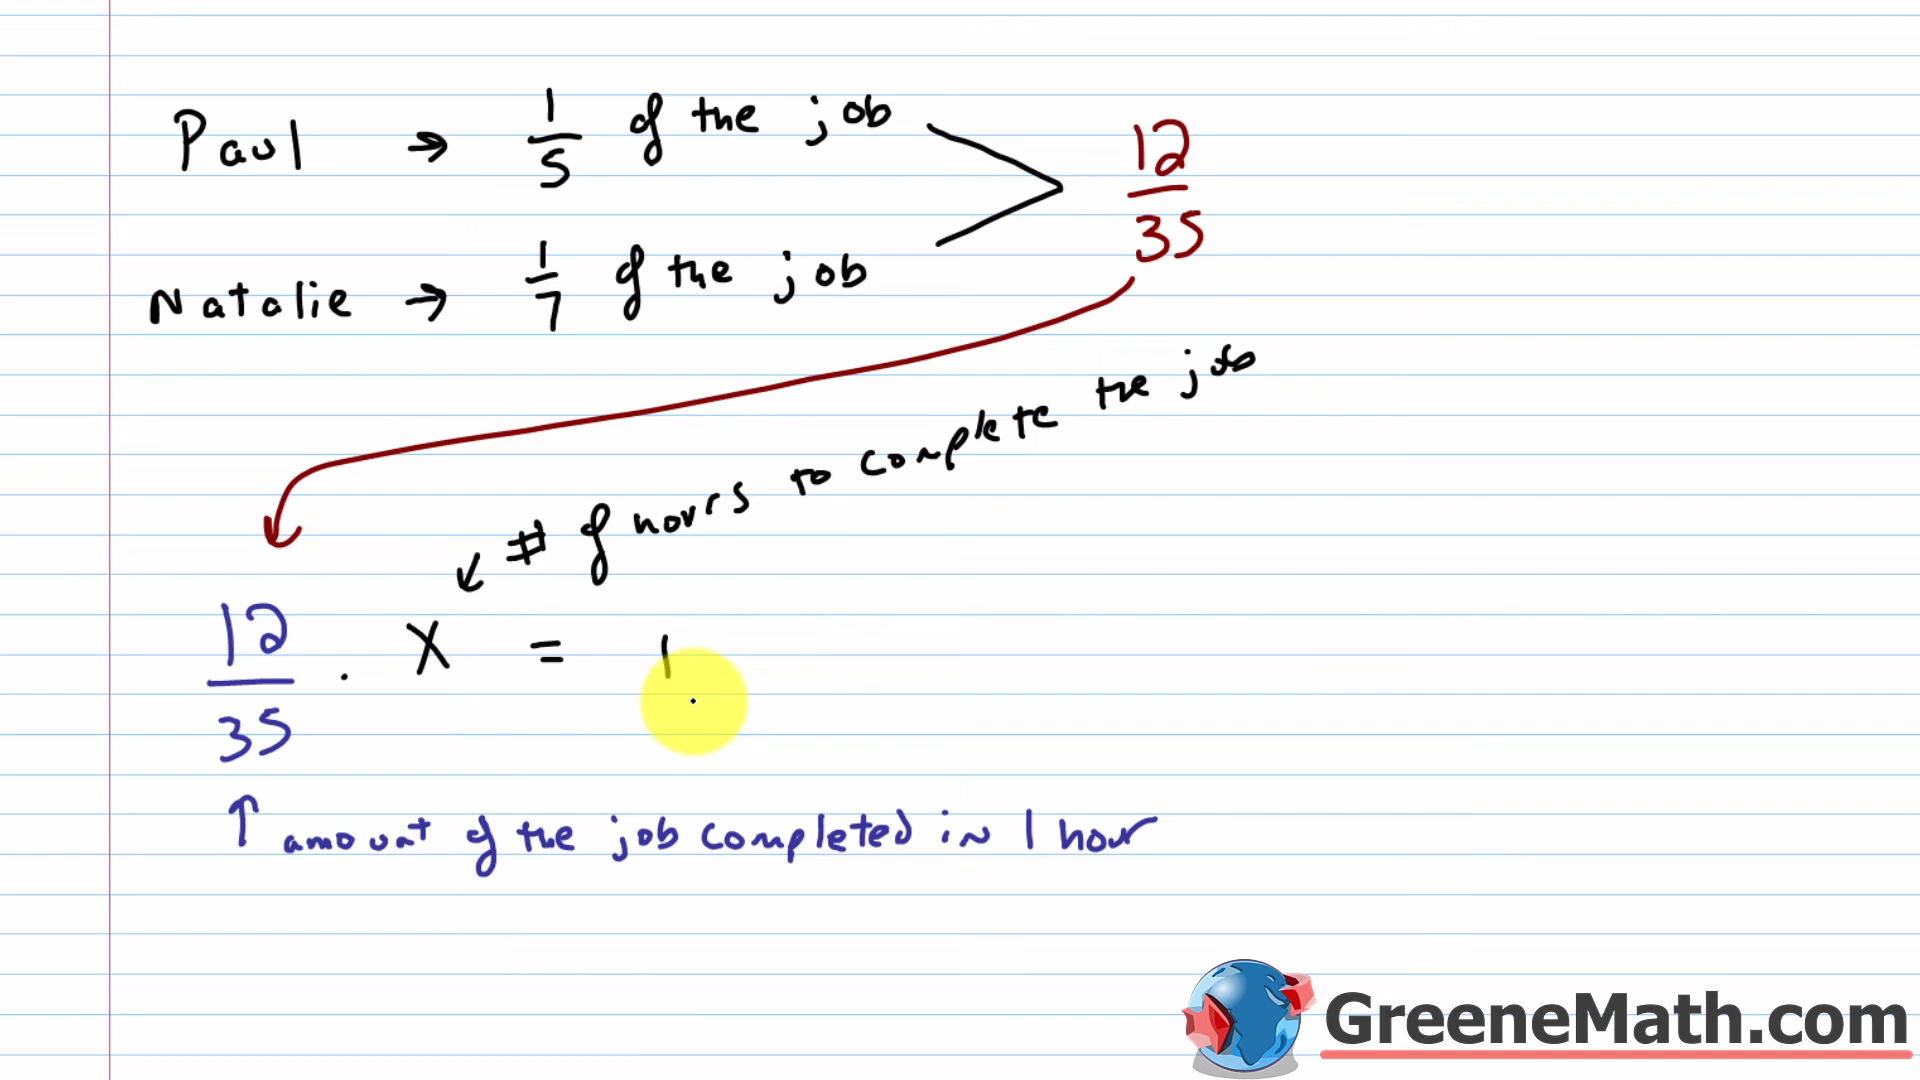 Paul → 1/5 of the job
12/35
Natalie → 1/7 of the job
# of hours to complete the job
12/35 · X = 1
↑ amount of the job completed in 1 hour
GreeneMath.com